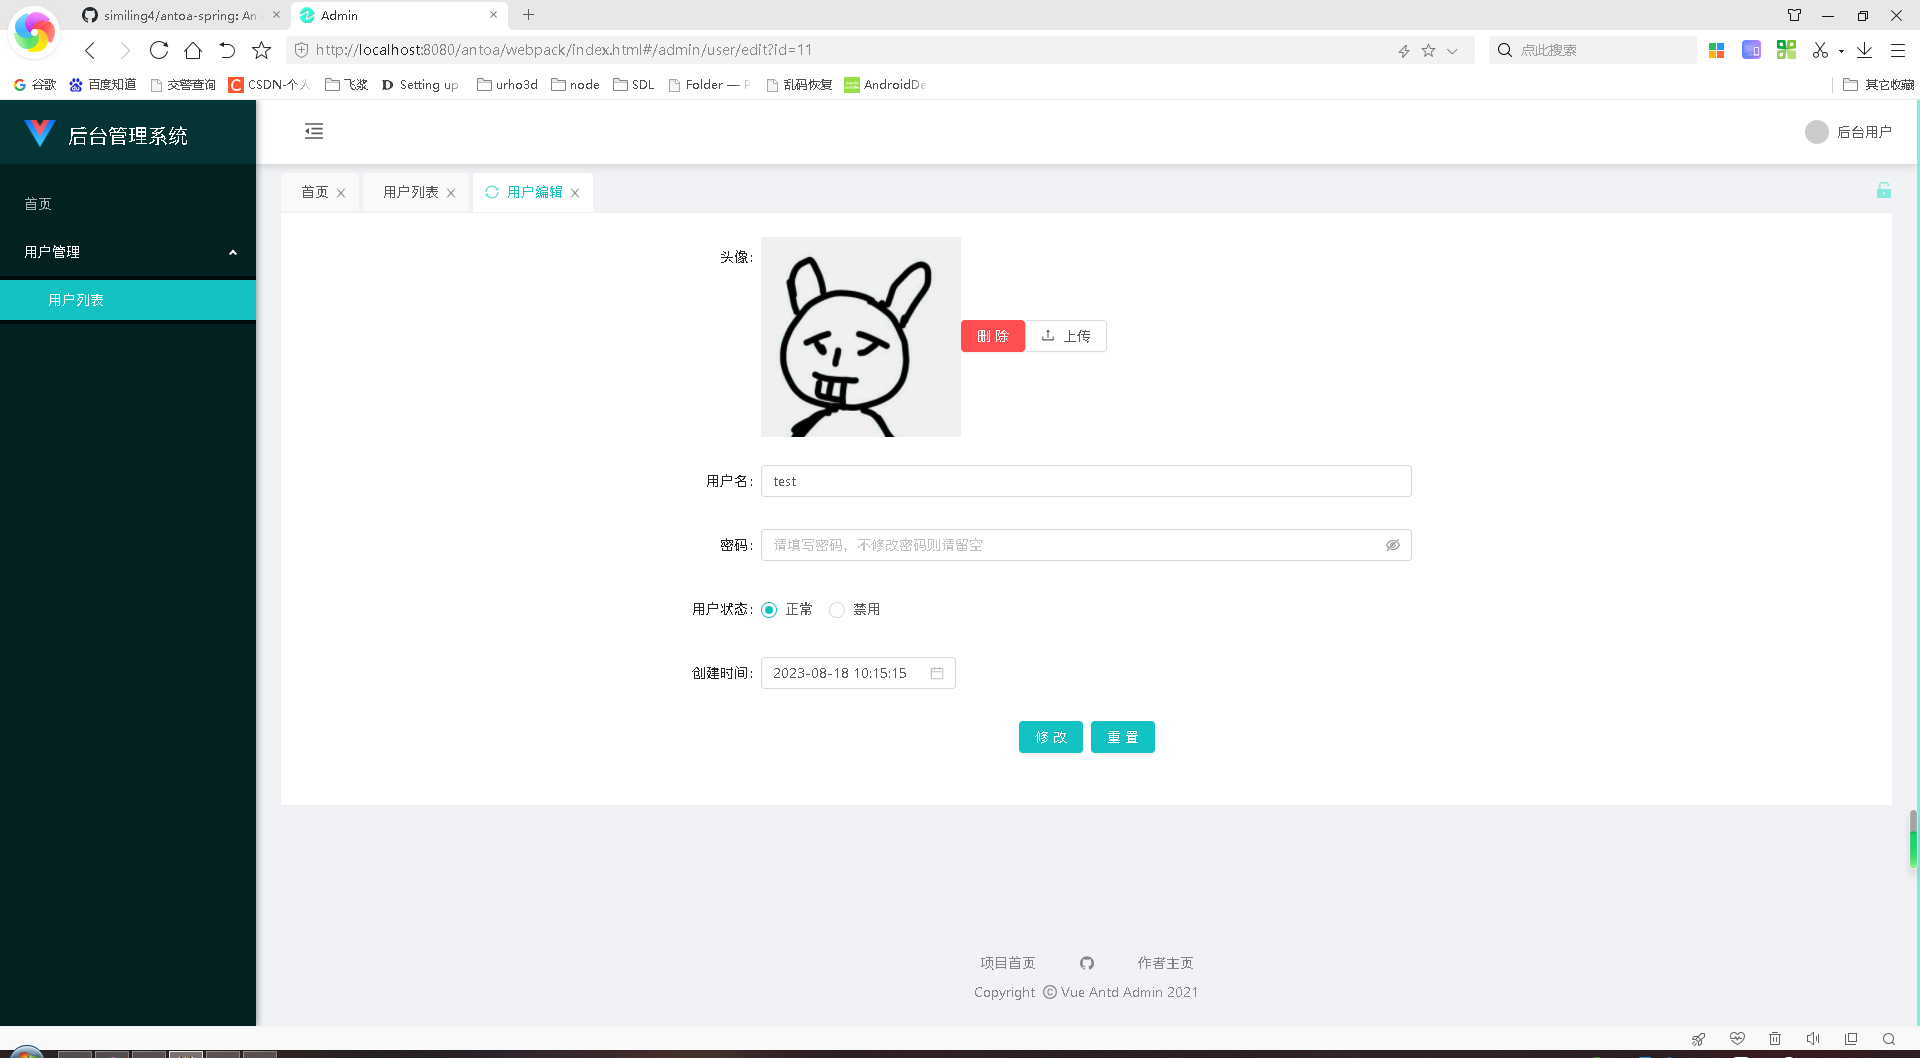 similing4/antoa-spring: An
Admin
http://localhost:8080/antoa/webpack/index.html#/admin/user/edit?id=11
点此搜索
谷歌
百度知道
交警查询
CSDN-个人
飞浆
Setting up
urho3d
node
SDL
Folder —
乱码恢复
AndroidDe
其它收藏
后台管理系统
后台用户
首页
用户管理
用户列表
首页
用户列表
用户编辑
头像:
删 除
上传
用户名:
test
密码:
请填写密码，不修改密码则请留空
用户状态:
正常
禁用
创建时间:
2023-08-18 10:15:15
修 改
重 置
项目首页
作者主页
Copyright © Vue Antd Admin 2021